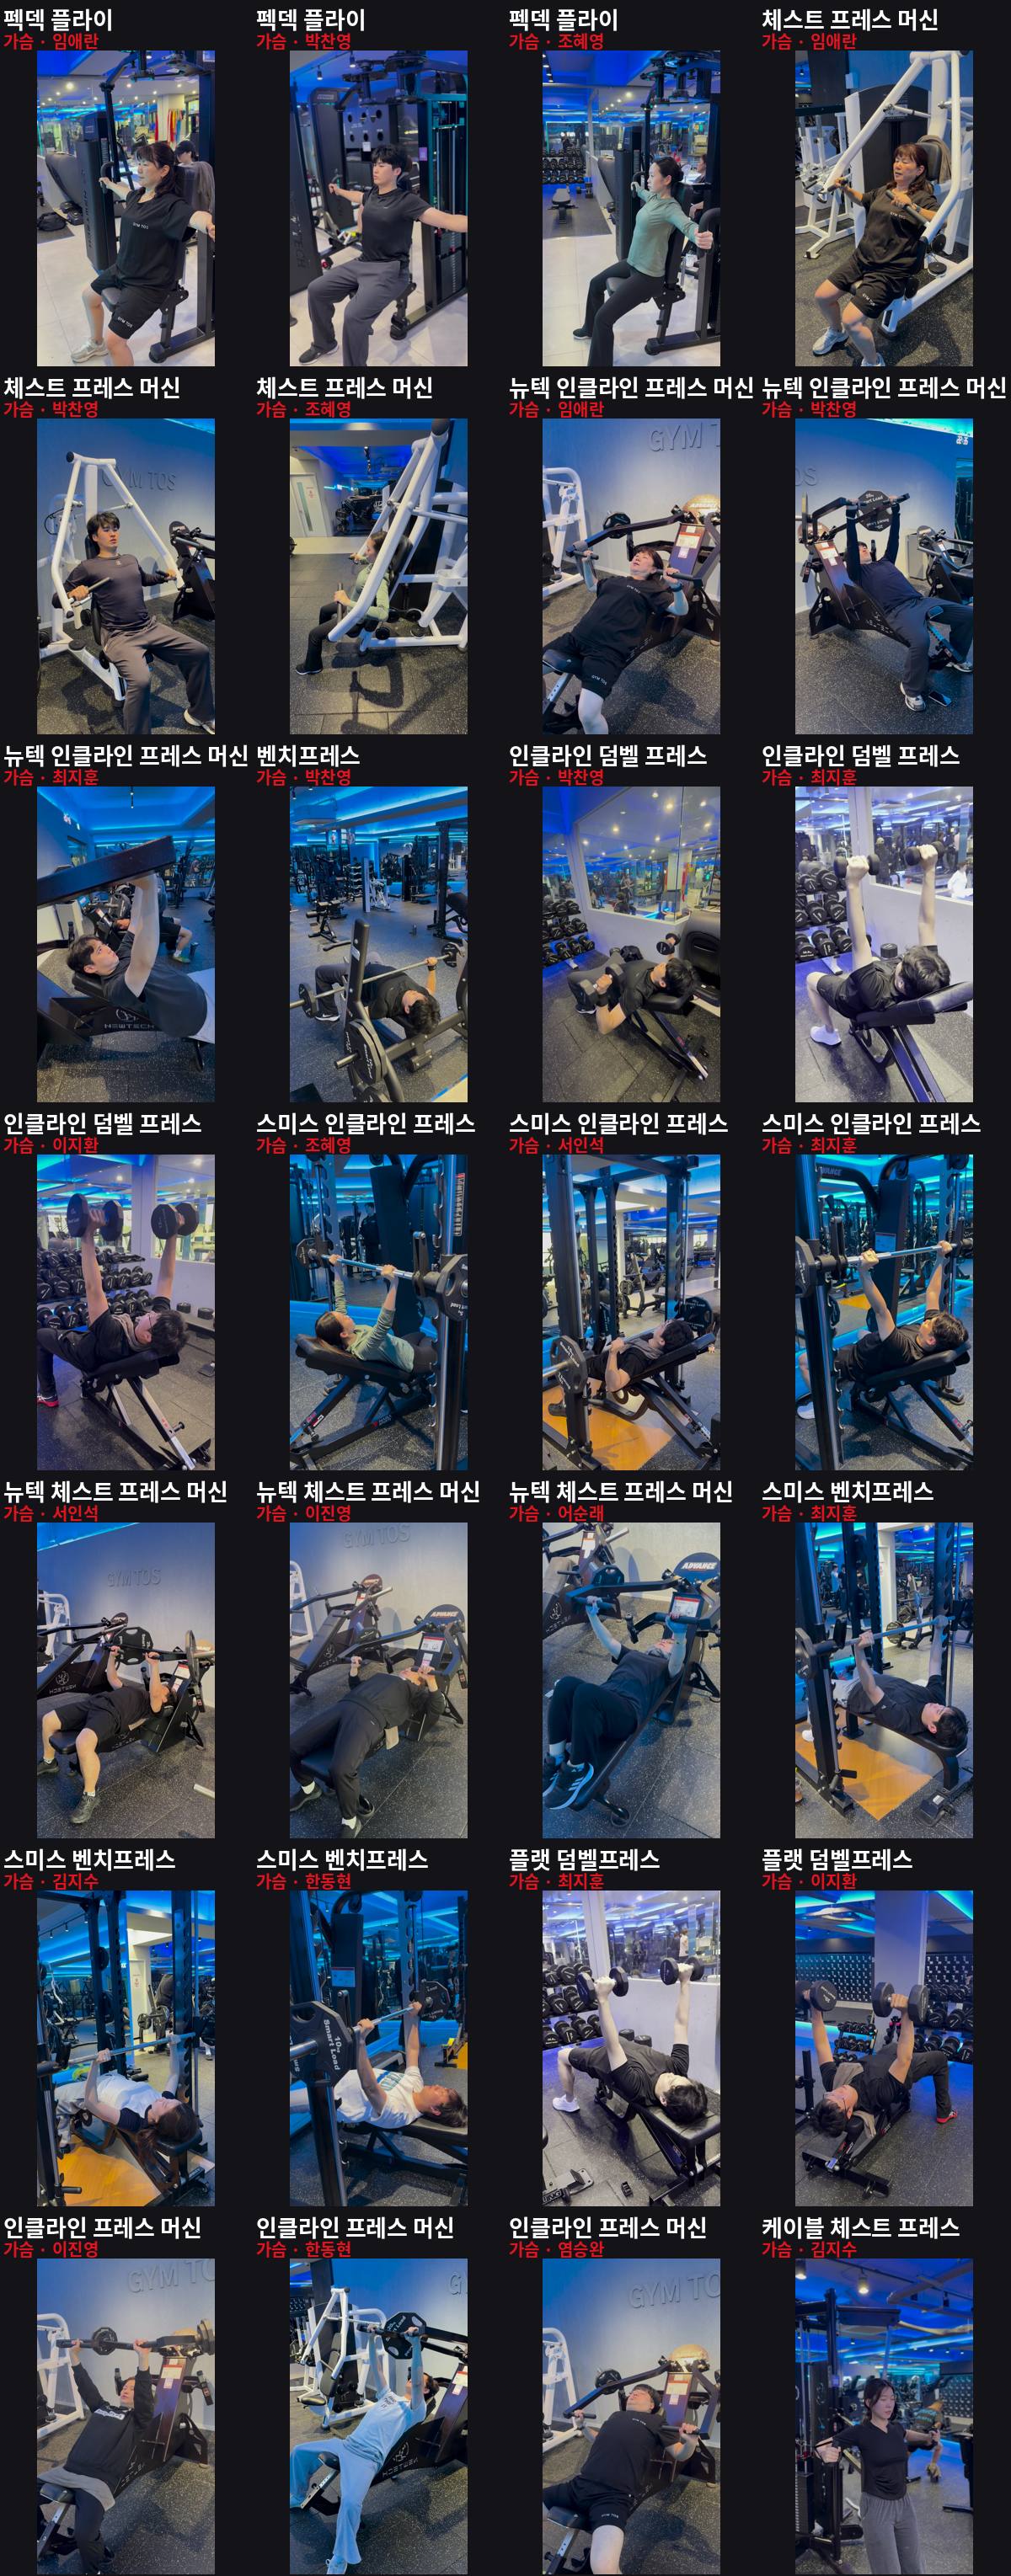 펙덱 플라이
가슴 · 임애란
펙덱 플라이
가슴 · 박찬영
펙덱 플라이
가슴 · 조혜영
체스트 프레스 머신
가슴 · 임애란
체스트 프레스 머신
가슴 · 박찬영
GYM TOS
체스트 프레스 머신
가슴 · 조혜영
뉴텍 인클라인 프레스 머신
가슴 · 임애란
GYM T
뉴텍 인클라인 프레스 머신
가슴 · 박찬영
OS
뉴텍 인클라인 프레스 머신
가슴 · 최지훈
NEWTECH
벤치프레스
가슴 · 박찬영
인클라인 덤벨 프레스
가슴 · 박찬영
인클라인 덤벨 프레스
가슴 · 최지훈
인클라인 덤벨 프레스
가슴 · 이지환
스미스 인클라인 프레스
가슴 · 조혜영
스미스 인클라인 프레스
가슴 · 서인석
스미스 인클라인 프레스
가슴 · 최지훈
뉴텍 체스트 프레스 머신
가슴 · 서인석
GYM TOS
뉴텍 체스트 프레스 머신
가슴 · 이진영
GYM TOS
ADVANCE
뉴텍 체스트 프레스 머신
가슴 · 어순래
ADVANCE
스미스 벤치프레스
가슴 · 최지훈
스미스 벤치프레스
가슴 · 김지수
스미스 벤치프레스
가슴 · 한동현
10
Smart Load
플랫 덤벨프레스
가슴 · 최지훈
플랫 덤벨프레스
가슴 · 이지환
인클라인 프레스 머신
가슴 · 이진영
GYM TO
인클라인 프레스 머신
가슴 · 한동현
G
인클라인 프레스 머신
가슴 · 염승완
GYM TO
케이블 체스트 프레스
가슴 · 김지수